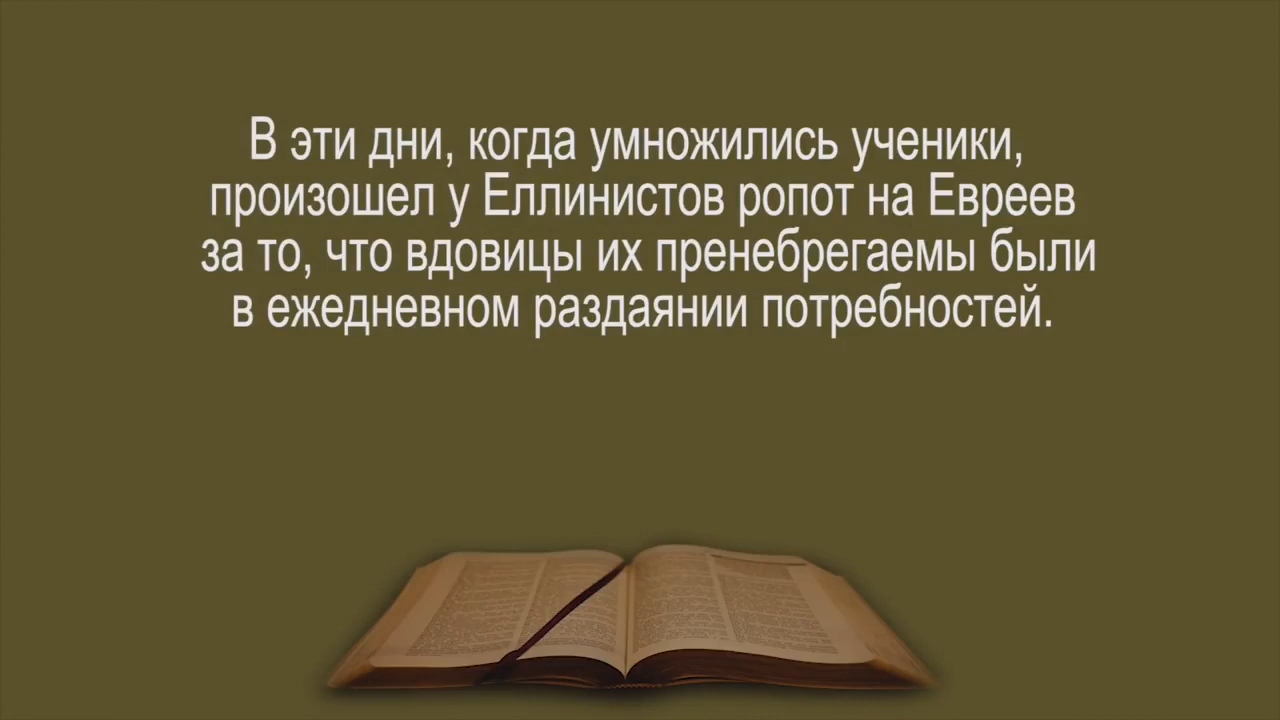 В эти дни, когда умножились ученики,
произошел у Еллинистов ропот на Евреев
за то, что вдовицы их пренебрегаемы были
в ежедневном раздаянии потребностей.